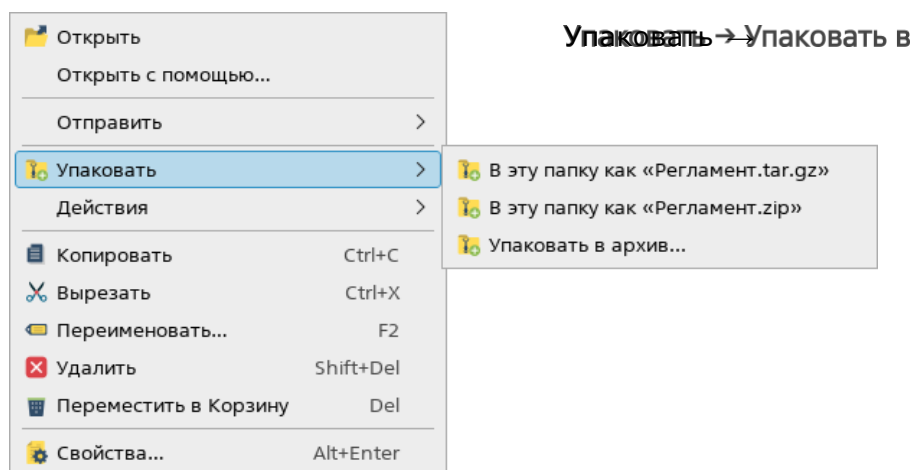 Открыть
Открыть с помощью...
Отправить
Упаковать
Действия
Копировать Ctrl+C
Вырезать Ctrl+X
Переименовать... F2
Удалить Shift+Del
Переместить в Корзину Del
Свойства... Alt+Enter
В эту папку как «Регламент.tar.gz»
В эту папку как «Регламент.zip»
Упаковать в архив...
Упаковать → Упаковать в